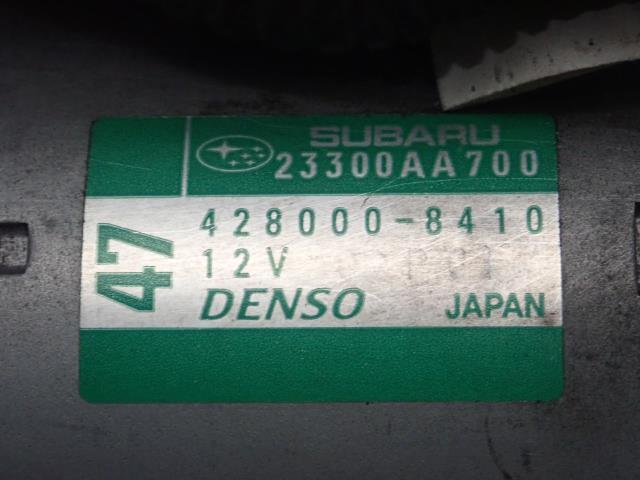 SUBARU
23300AA700
47
428000-8410
12V
DENSO JAPAN